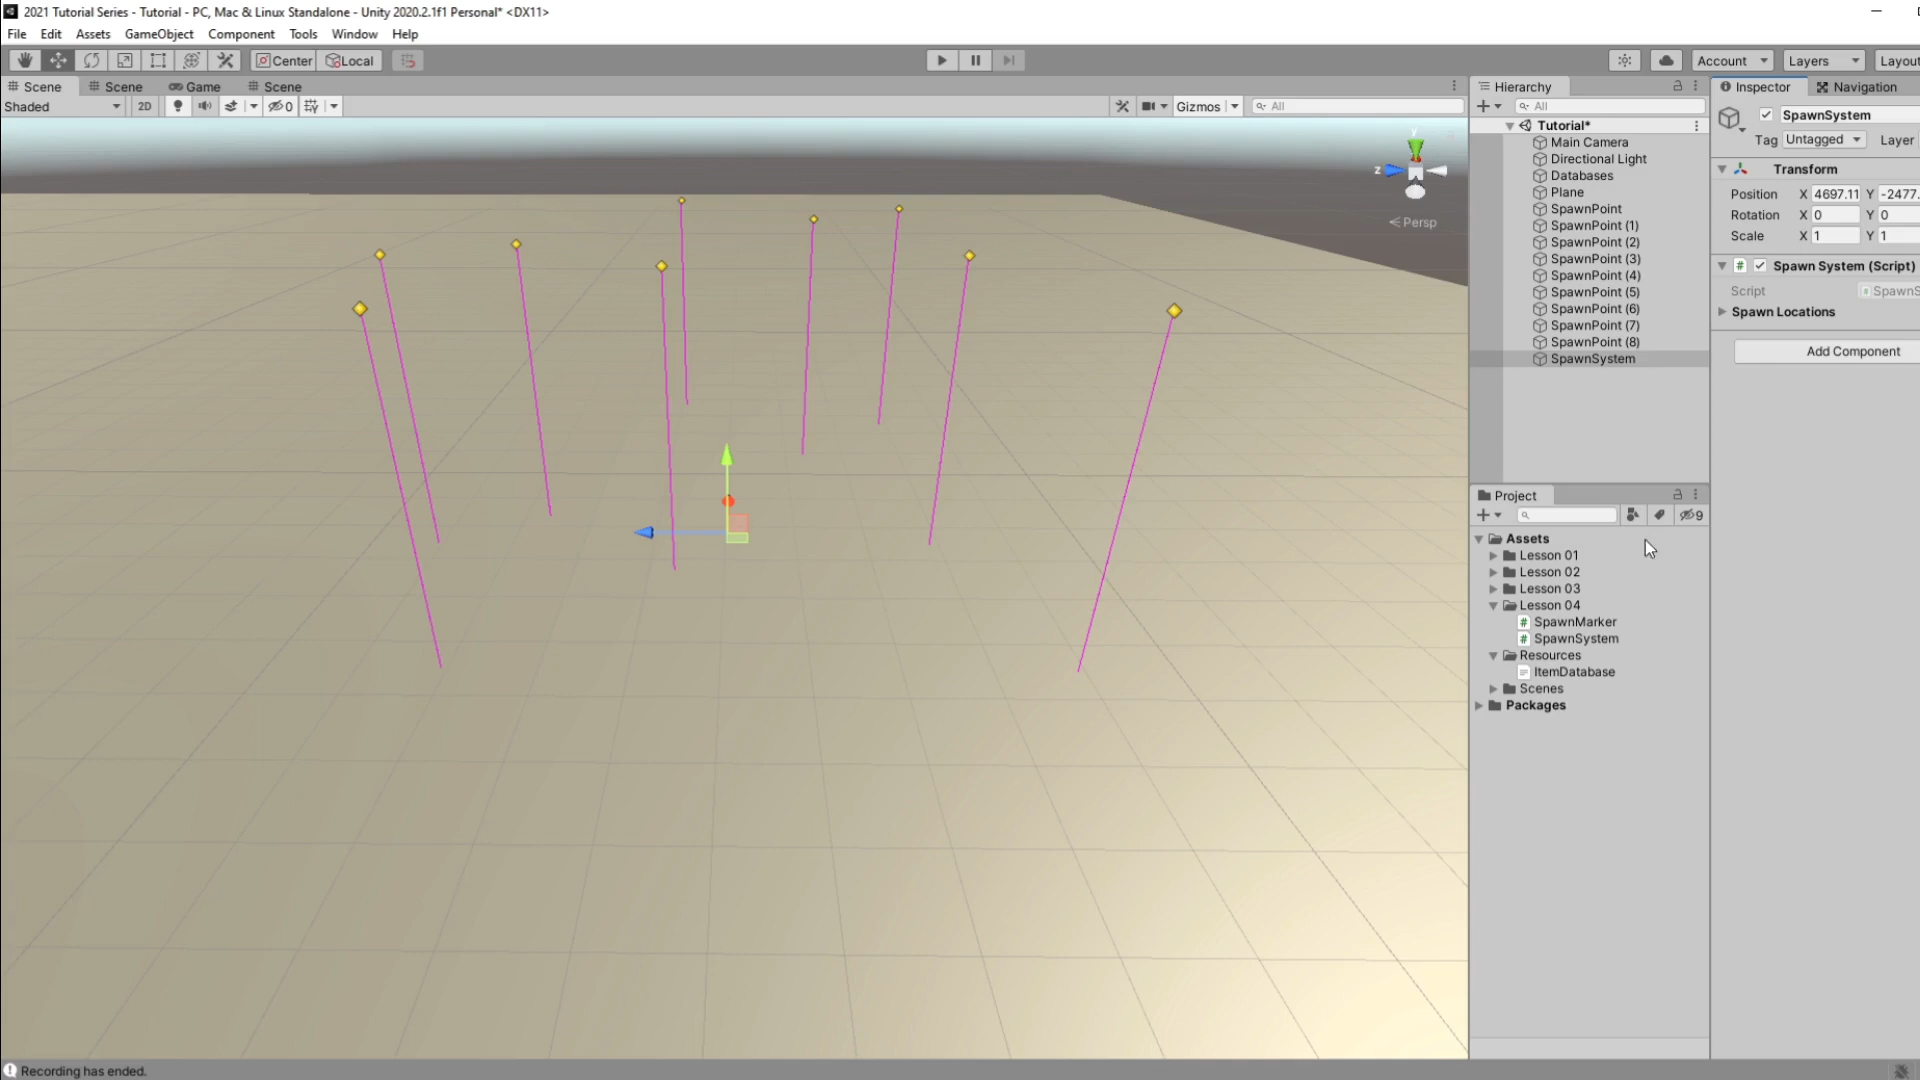 2021 Tutorial Series - Tutorial - PC, Mac & Linux Standalone - Unity 2020.2.1f1 Personal* <DX11>
File Edit Assets GameObject Component Tools Window Help
Center Local Account Layers Layout
Scene Scene Game Scene
Shaded 2D 0 Gizmos All
z
Persp
Hierarchy
All
Tutorial*
Main Camera
Directional Light
Databases
Plane
SpawnPoint
SpawnPoint (1)
SpawnPoint (2)
SpawnPoint (3)
SpawnPoint (4)
SpawnPoint (5)
SpawnPoint (6)
SpawnPoint (7)
SpawnPoint (8)
SpawnSystem
Project
9
Assets
Lesson 01
Lesson 02
Lesson 03
Lesson 04
SpawnMarker
SpawnSystem
Resources
ItemDatabase
Scenes
Packages
Inspector Navigation
SpawnSystem
Tag Untagged Layer
Transform
Position X 4697.11 Y -2477.
Rotation X 0 Y 0
Scale X 1 Y 1
Spawn System (Script)
Script SpawnS
Spawn Locations
Add Component
Recording has ended.